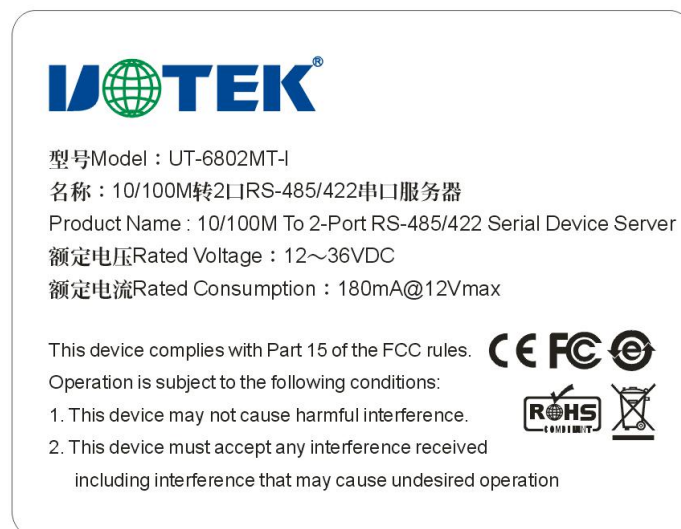 UOTEK®
型号Model：UT-6802MT-I
名称：10/100M转2口RS-485/422串口服务器
Product Name : 10/100M To 2-Port RS-485/422 Serial Device Server
额定电压Rated Voltage：12～36VDC
额定电流Rated Consumption：180mA@12Vmax
This device complies with Part 15 of the FCC rules.
CE FC e
Operation is subject to the following conditions:
1. This device may not cause harmful interference.
RoHS
2. This device must accept any interference received
including interference that may cause undesired operation